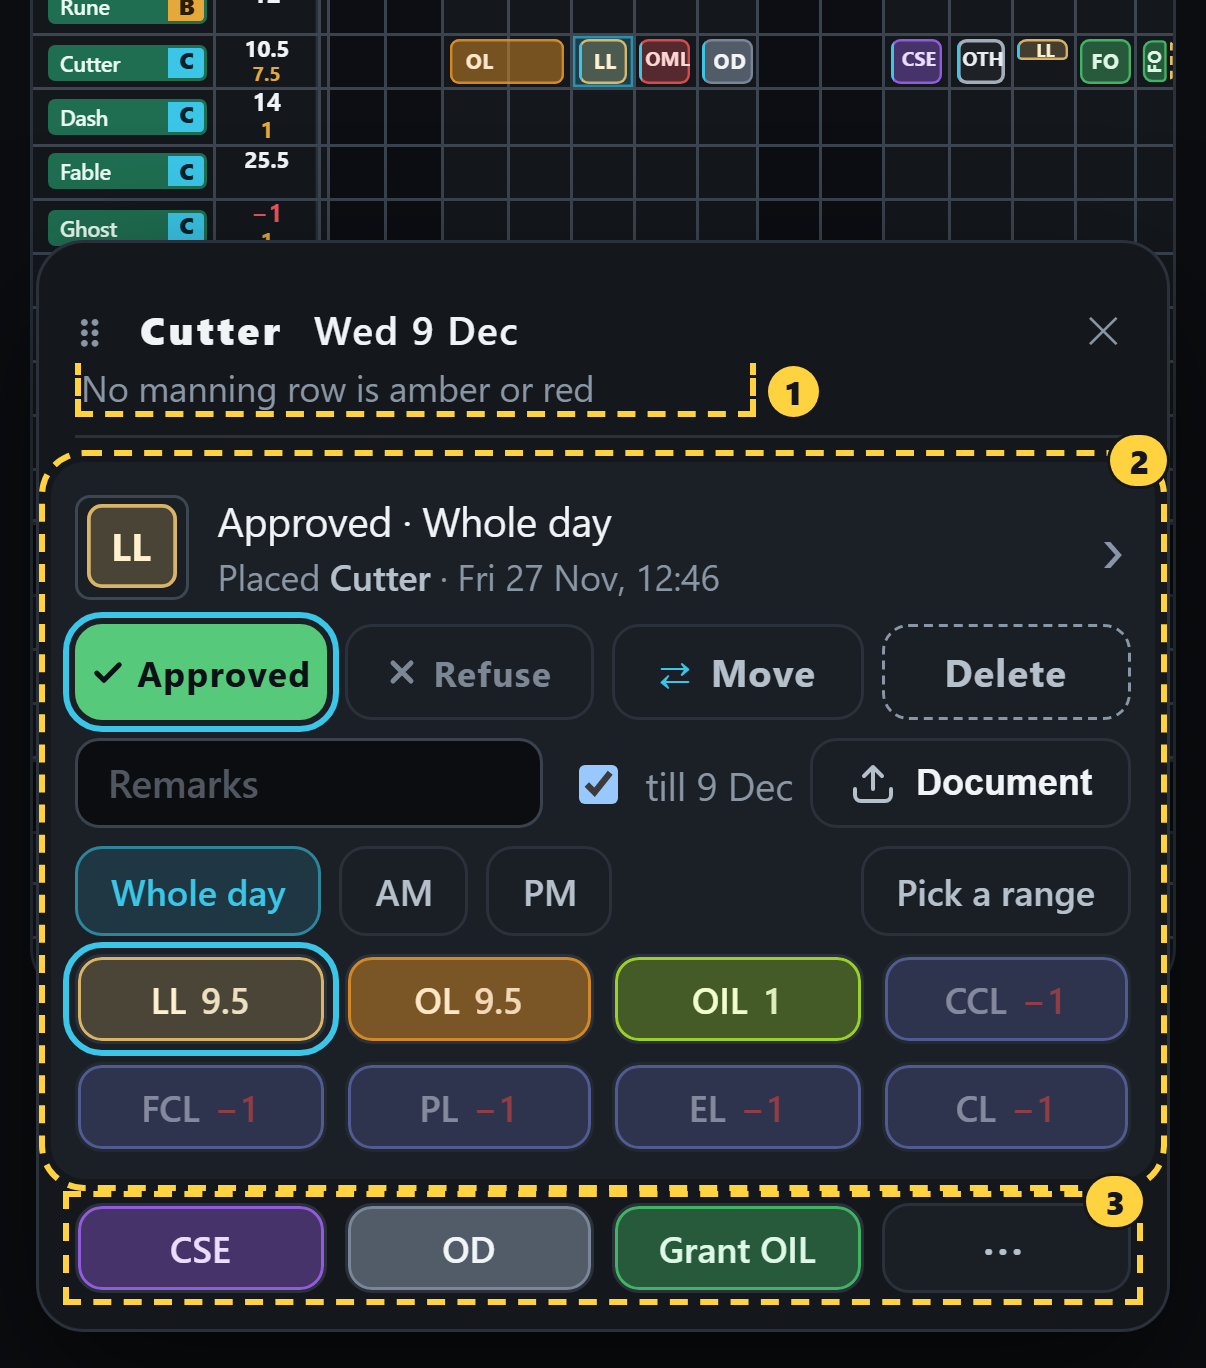 Rune B 12
Cutter C 10.5 OL LL OML OD CSE OTH LL FO FO
7.5
Dash C 14
1
Fable C 25.5
Ghost C −1
1
Cutter Wed 9 Dec
No manning row is amber or red 1
2
LL Approved · Whole day
Placed Cutter · Fri 27 Nov, 12:46
Approved Refuse Move Delete
Remarks till 9 Dec Document
Whole day AM PM Pick a range
LL 9.5 OL 9.5 OIL 1 CCL −1
FCL −1 PL −1 EL −1 CL −1
3
CSE OD Grant OIL ...